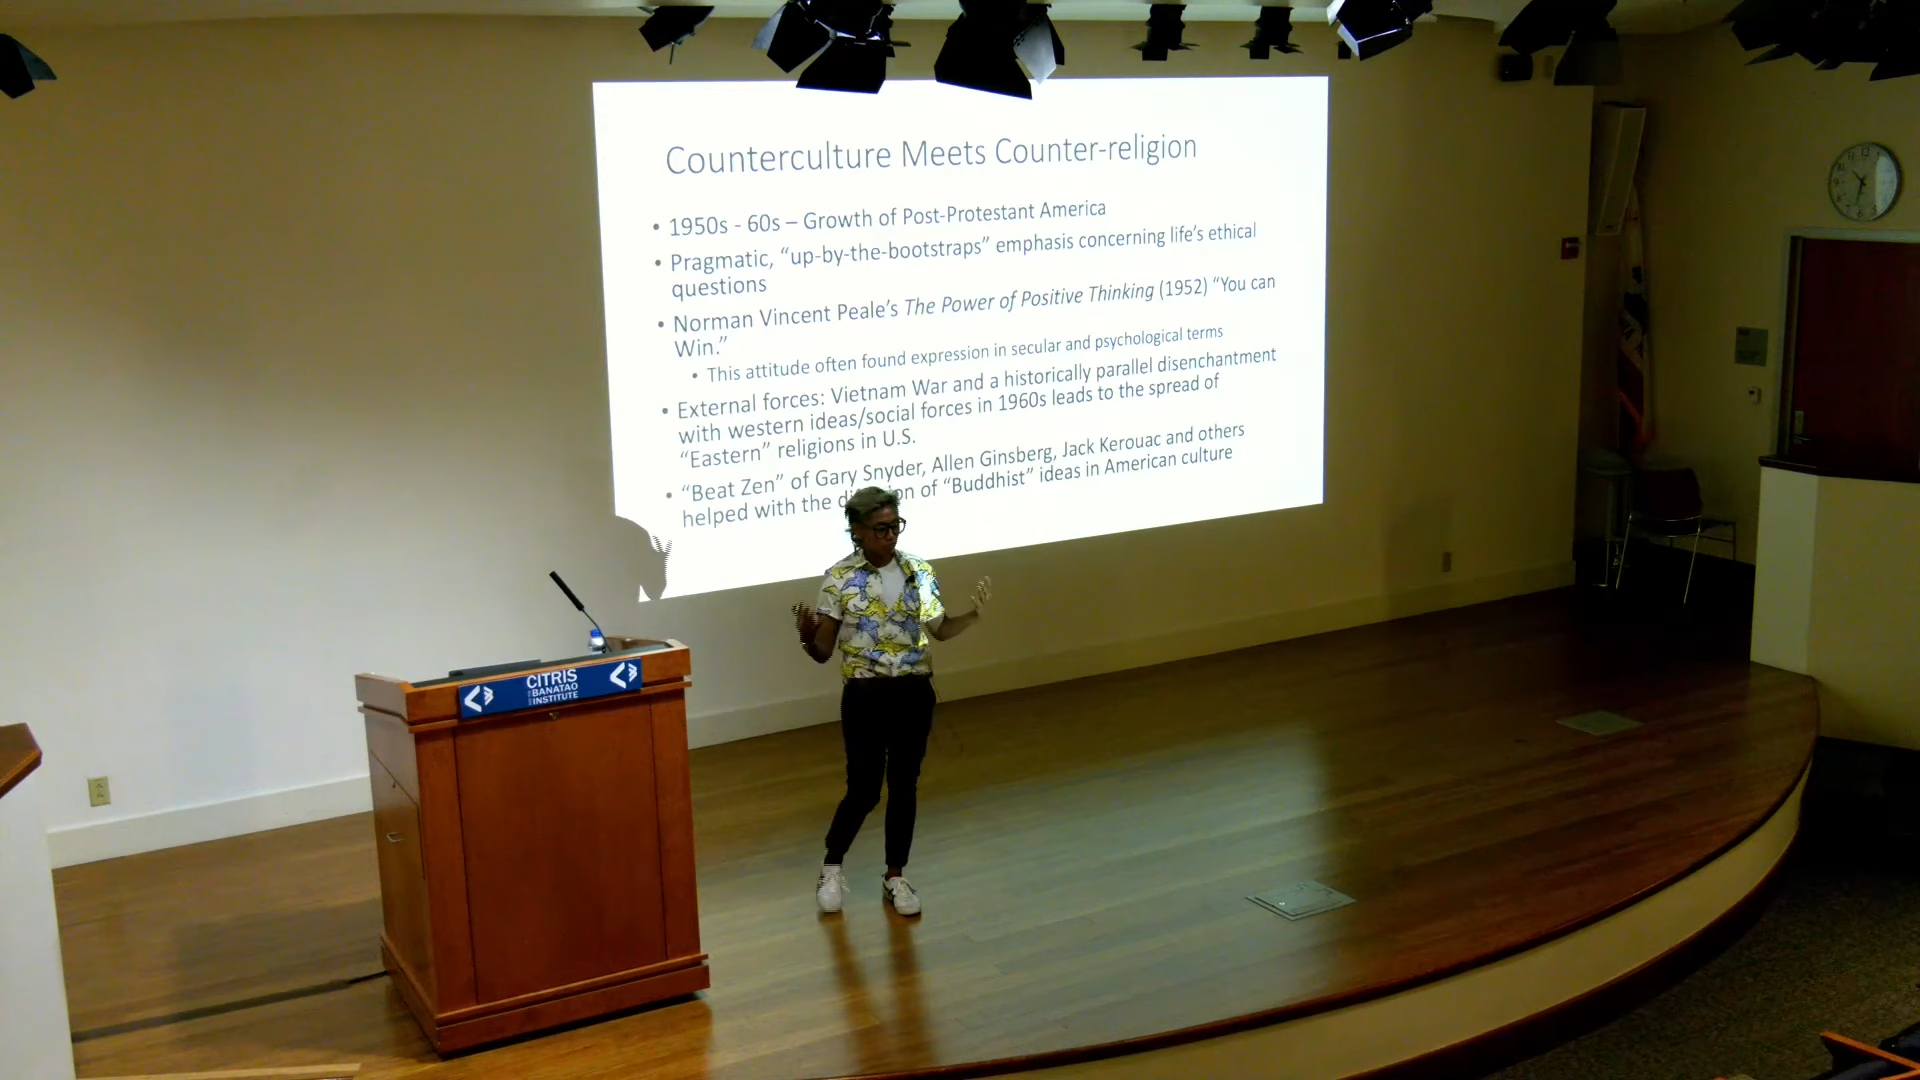 Counterculture Meets Counter-religion
• 1950s - 60s – Growth of Post-Protestant America
• Pragmatic, “up-by-the-bootstraps” emphasis concerning life’s ethical
questions
• Norman Vincent Peale’s The Power of Positive Thinking (1952) “You can
Win.”
• This attitude often found expression in secular and psychological terms
• External forces: Vietnam War and a historically parallel disenchantment
with western ideas/social forces in 1960s leads to the spread of
“Eastern” religions in U.S.
• “Beat Zen” of Gary Snyder, Allen Ginsberg, Jack Kerouac and others
helped with the of “Buddhist” ideas in American culture
CITRIS
BANATAO
INSTITUTE